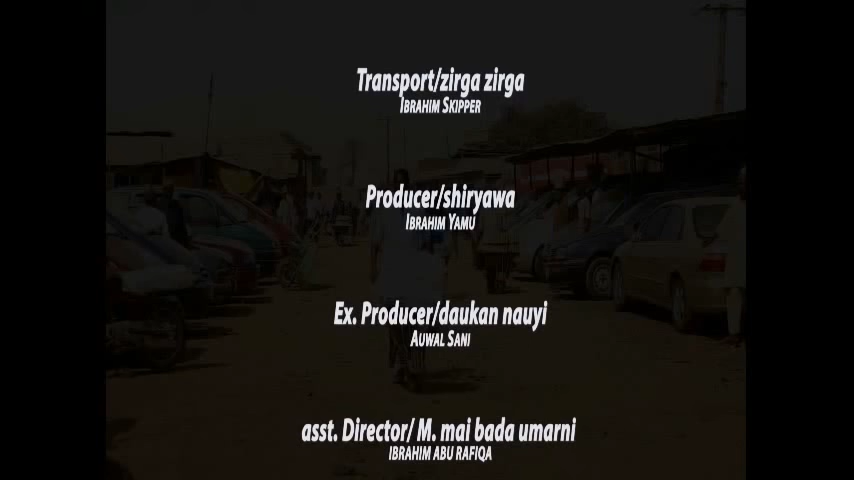 Transport/zirga zirga
IBRAHIM SKIPPER
Producer/shiryawa
IBRAHIM YAMU
Ex. Producer/daukan nauyi
AUWAL SANI
asst. Director/ M. mai bada umarni
IBRAHIM ABU RAFIQA